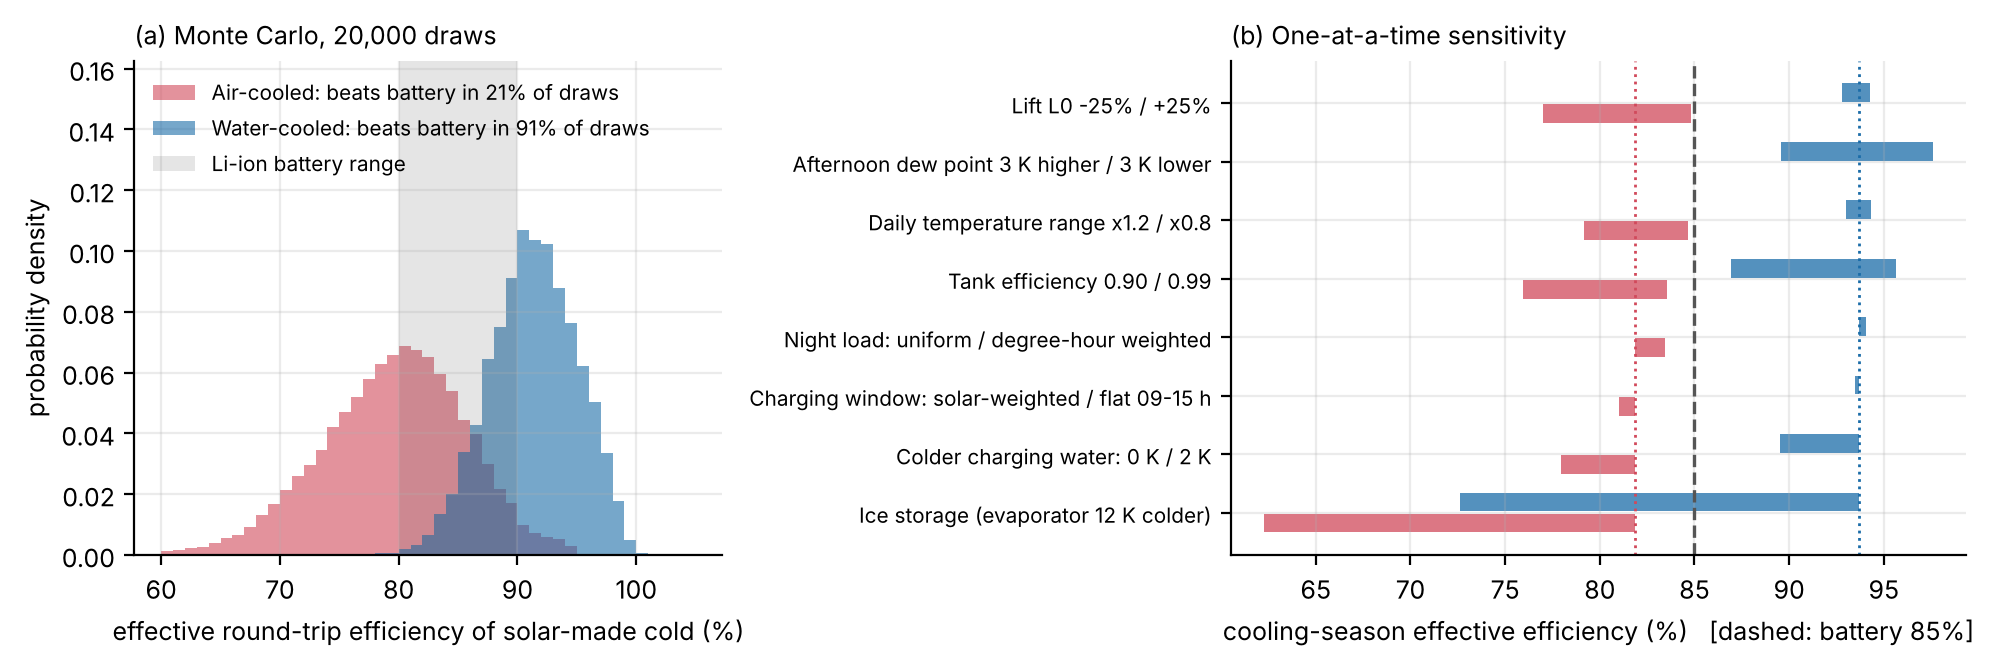 (a) Monte Carlo, 20,000 draws
0.16
0.14
0.12
0.10
0.08
0.06
0.04
0.02
0.00
probability density
Air-cooled: beats battery in 21% of draws
Water-cooled: beats battery in 91% of draws
Li-ion battery range
60 70 80 90 100
effective round-trip efficiency of solar-made cold (%)
(b) One-at-a-time sensitivity
Lift L0 -25% / +25%
Afternoon dew point 3 K higher / 3 K lower
Daily temperature range x1.2 / x0.8
Tank efficiency 0.90 / 0.99
Night load: uniform / degree-hour weighted
Charging window: solar-weighted / flat 09-15 h
Colder charging water: 0 K / 2 K
Ice storage (evaporator 12 K colder)
65 70 75 80 85 90 95
cooling-season effective efficiency (%) [dashed: battery 85%]